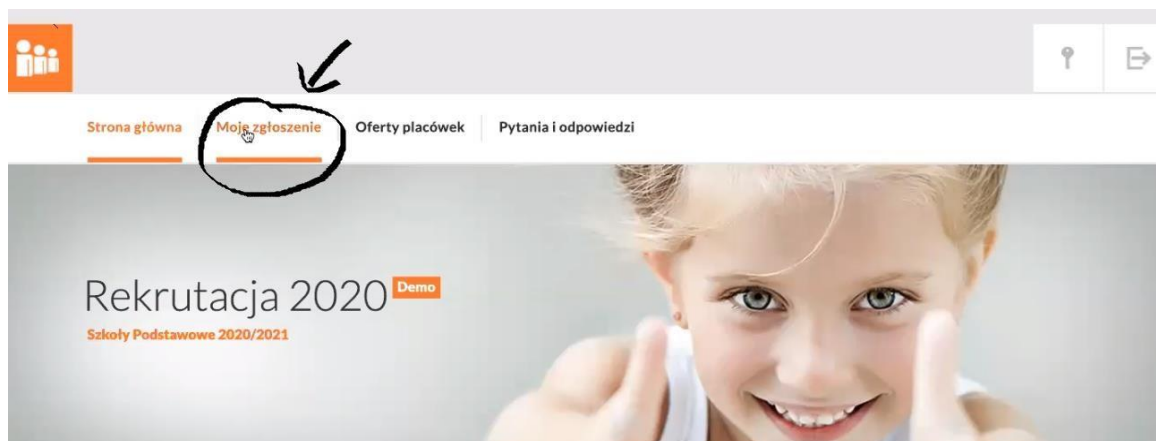 Strona główna Moje zgłoszenie Oferty placówek Pytania i odpowiedzi
Rekrutacja 2020 Demo
Szkoły Podstawowe 2020/2021